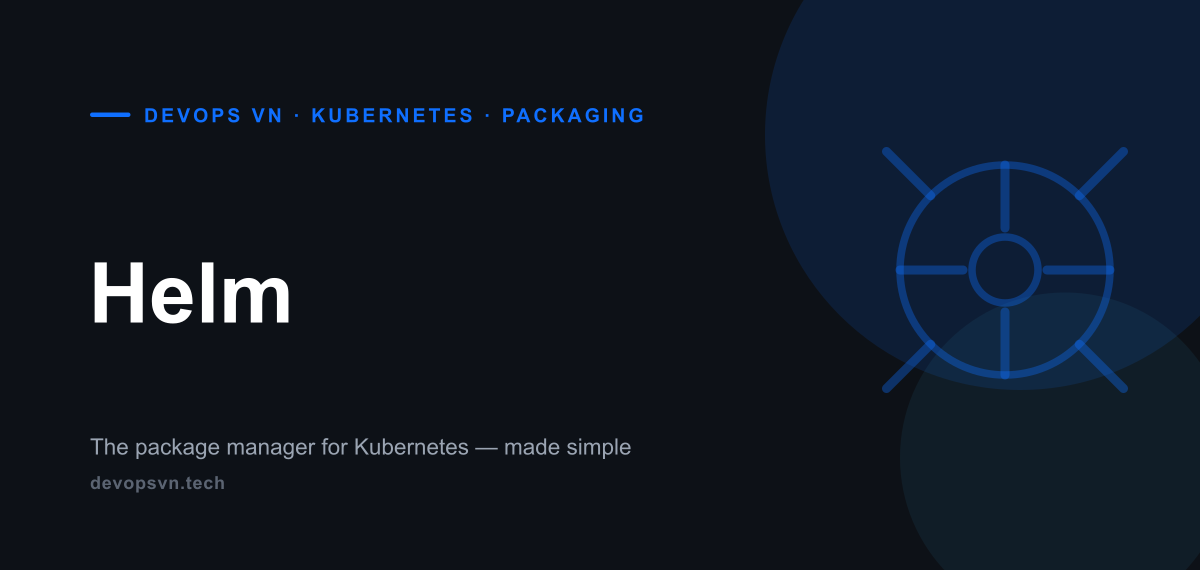 DEVOPS VN · KUBERNETES · PACKAGING
Helm
The package manager for Kubernetes — made simple
devopsvn.tech